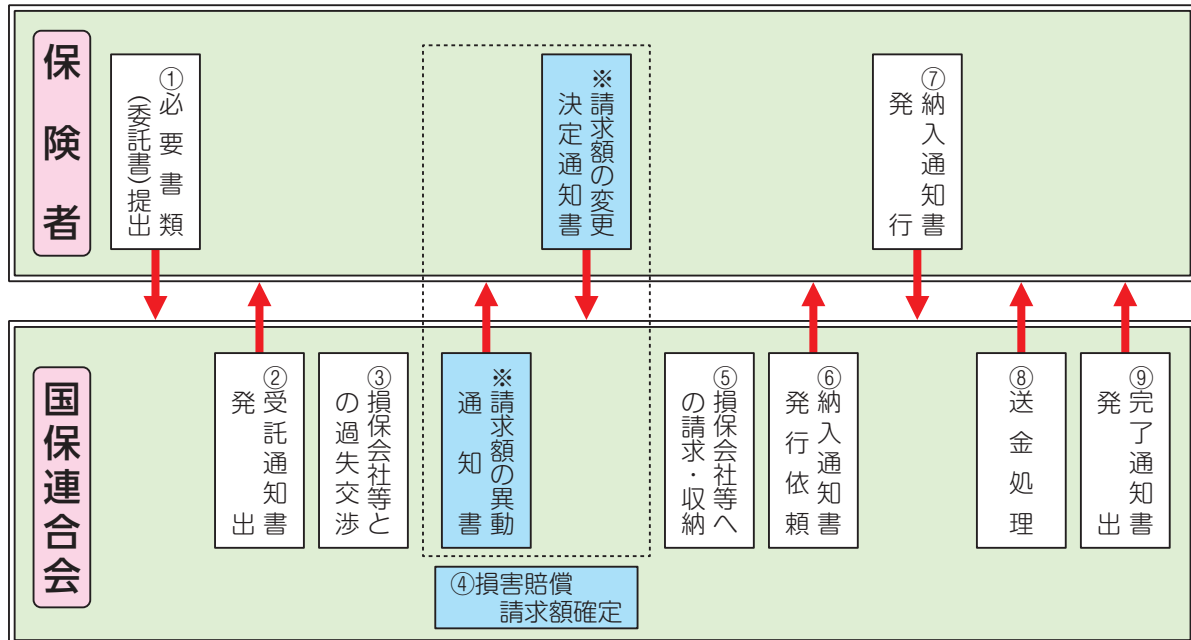 保険者
①必要書類
(委託書)提出
※請求額の変更
決定通知書
⑦納入通知書
発行
国保連合会
②受託通知書
発出
③損保会社等と
の過失交渉
※請求額の異動
通知書
⑤損保会社等へ
の請求・収納
⑥納入通知書
発行依頼
⑧送金処理
⑨完了通知書
発出
④損害賠償
請求額確定